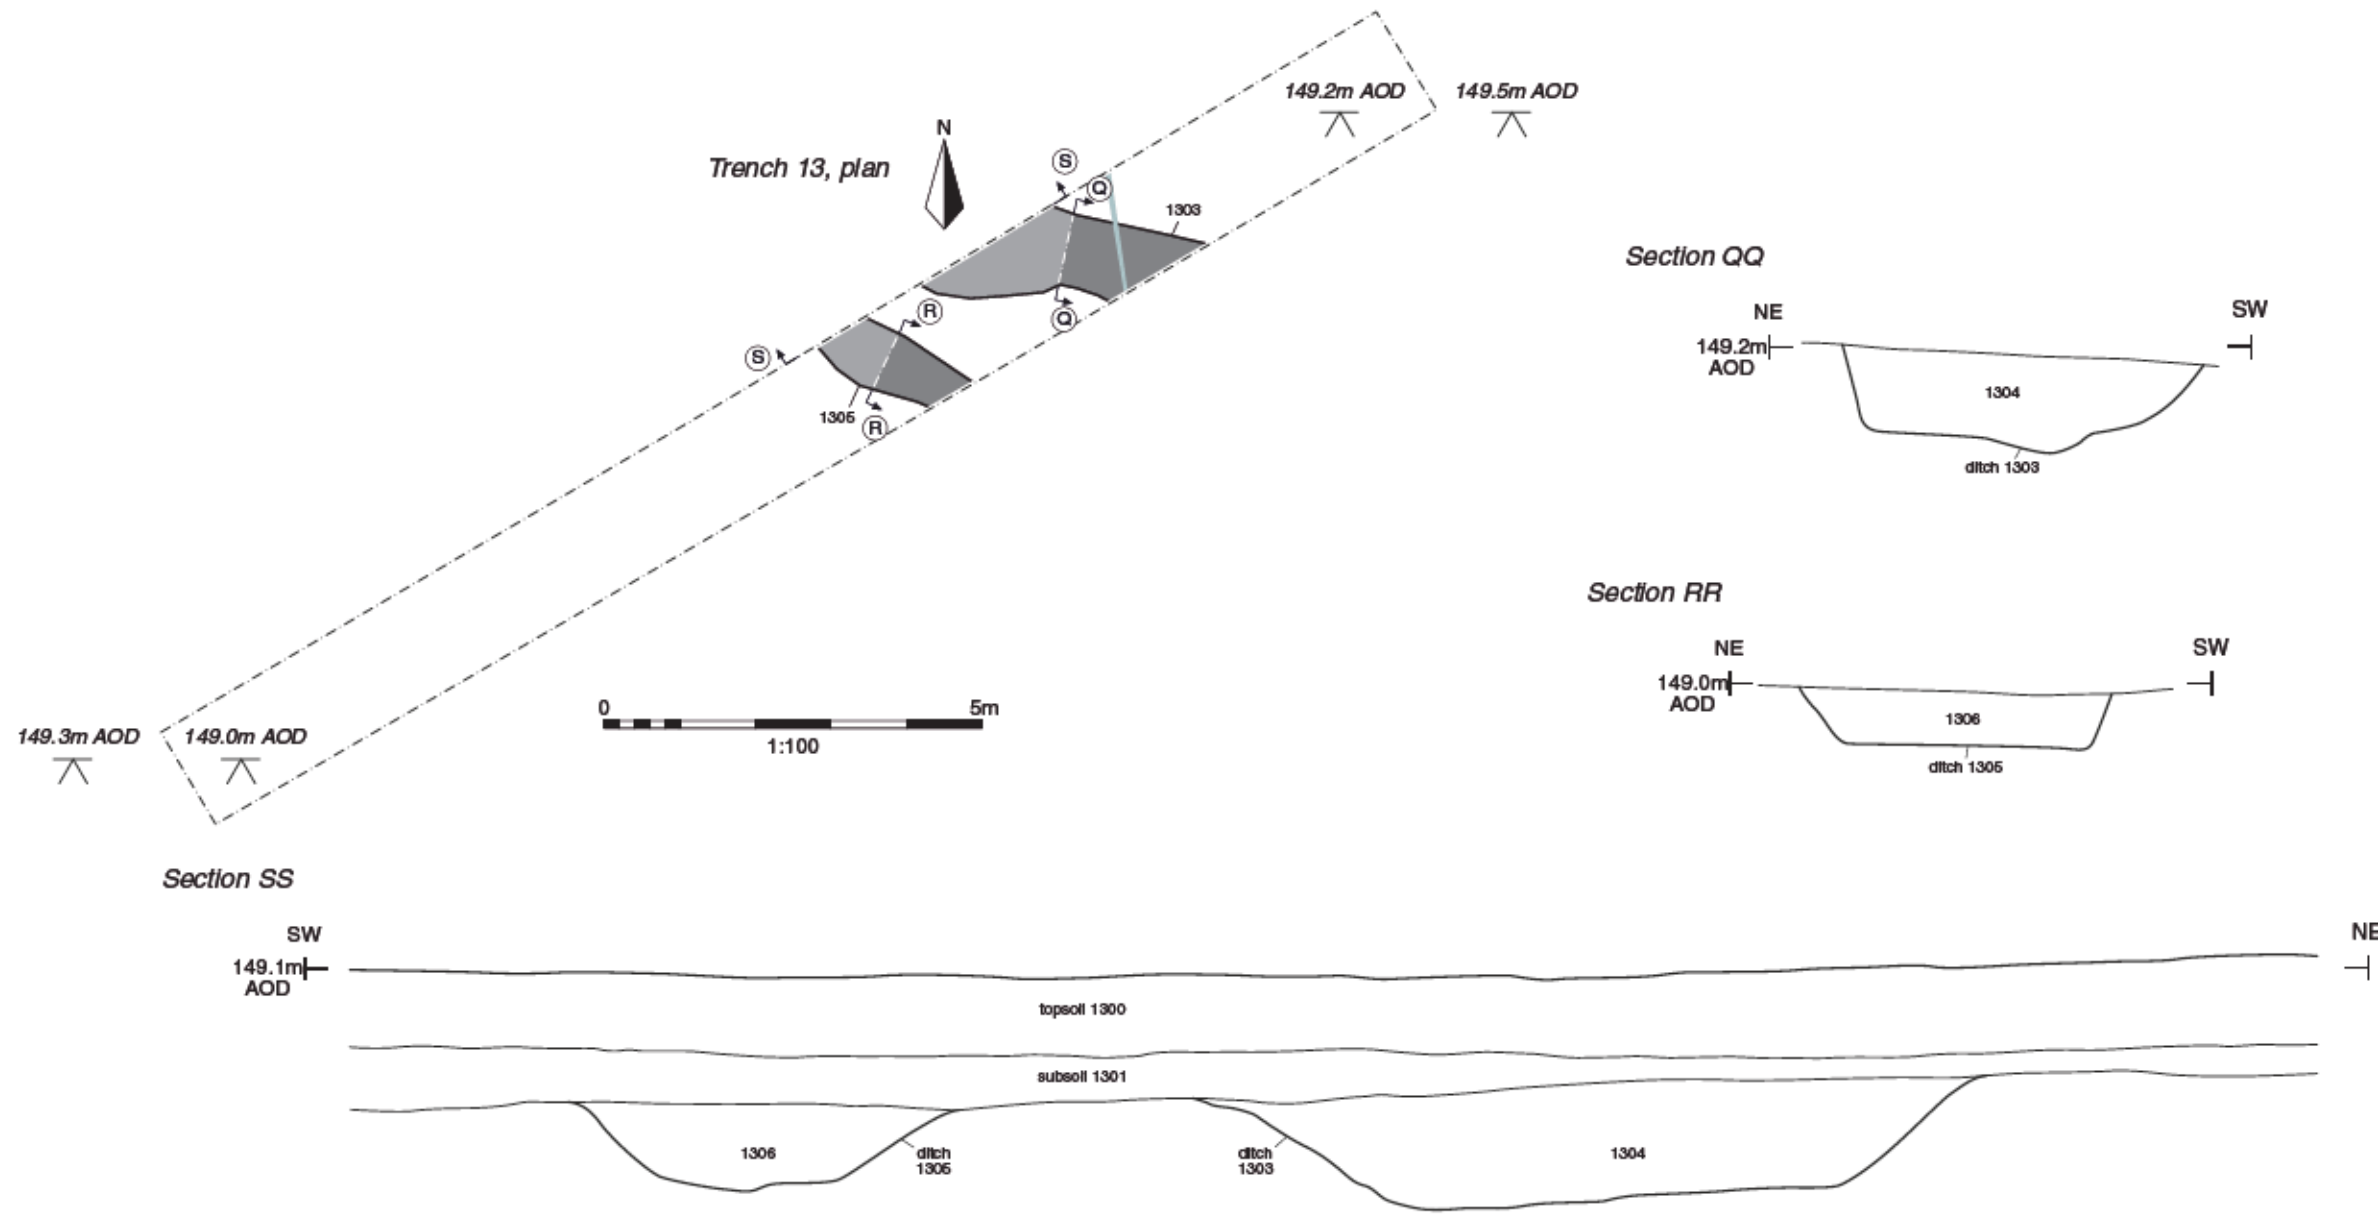 149.2m AOD
149.5m AOD
N
Trench 13, plan
S
Q
1303
R
Q
S
1305
R
Section QQ
NE
SW
149.2m
AOD
1304
ditch 1303
Section RR
NE
SW
149.0m
AOD
1306
ditch 1305
0
5m
1:100
149.3m AOD
149.0m AOD
Section SS
SW
NE
149.1m
AOD
topsoil 1300
subsoil 1301
1306
ditch
1305
ditch
1303
1304